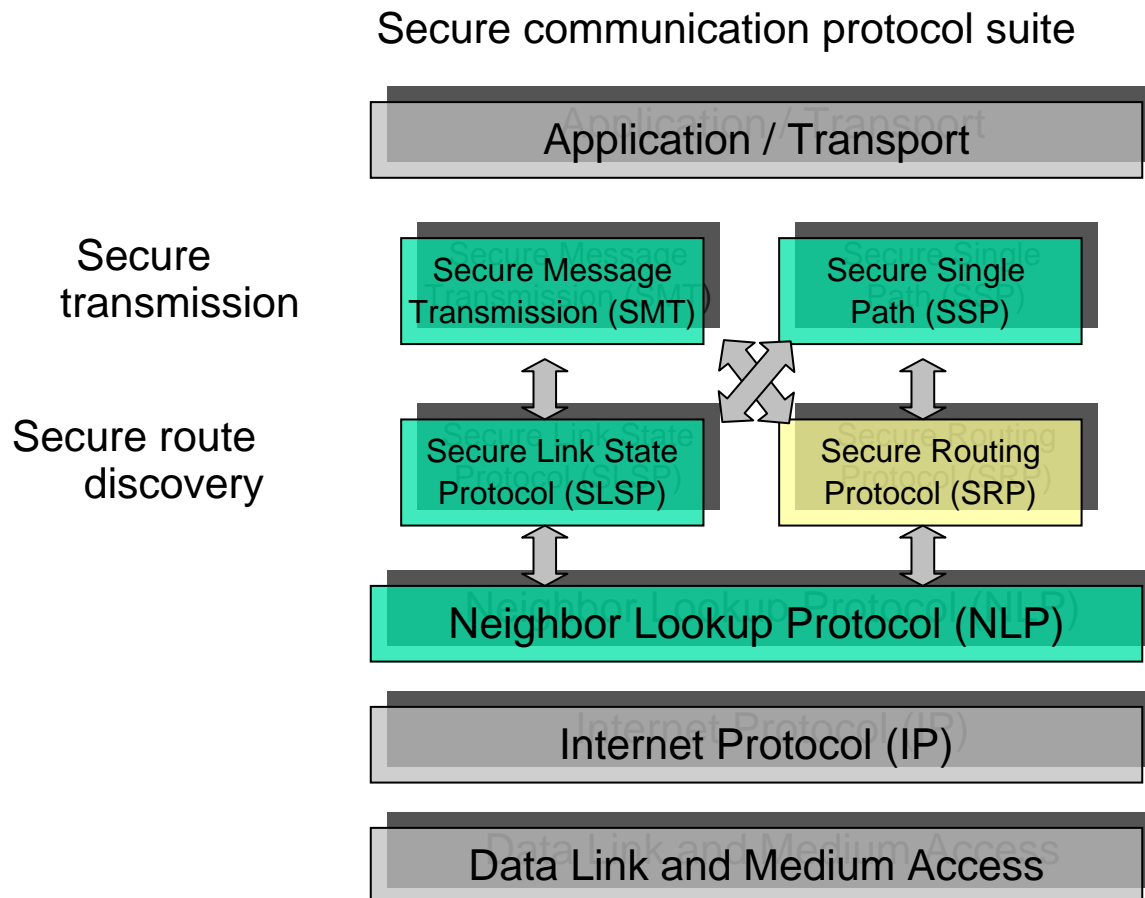 Secure communication protocol suite
Application / Transport
Secure
transmission
Secure Message
Transmission (SMT)
Secure Single
Path (SSP)
Secure route
discovery
Secure Link State
Protocol (SLSP)
Secure Routing
Protocol (SRP)
Neighbor Lookup Protocol (NLP)
Internet Protocol (IP)
Data Link and Medium Access